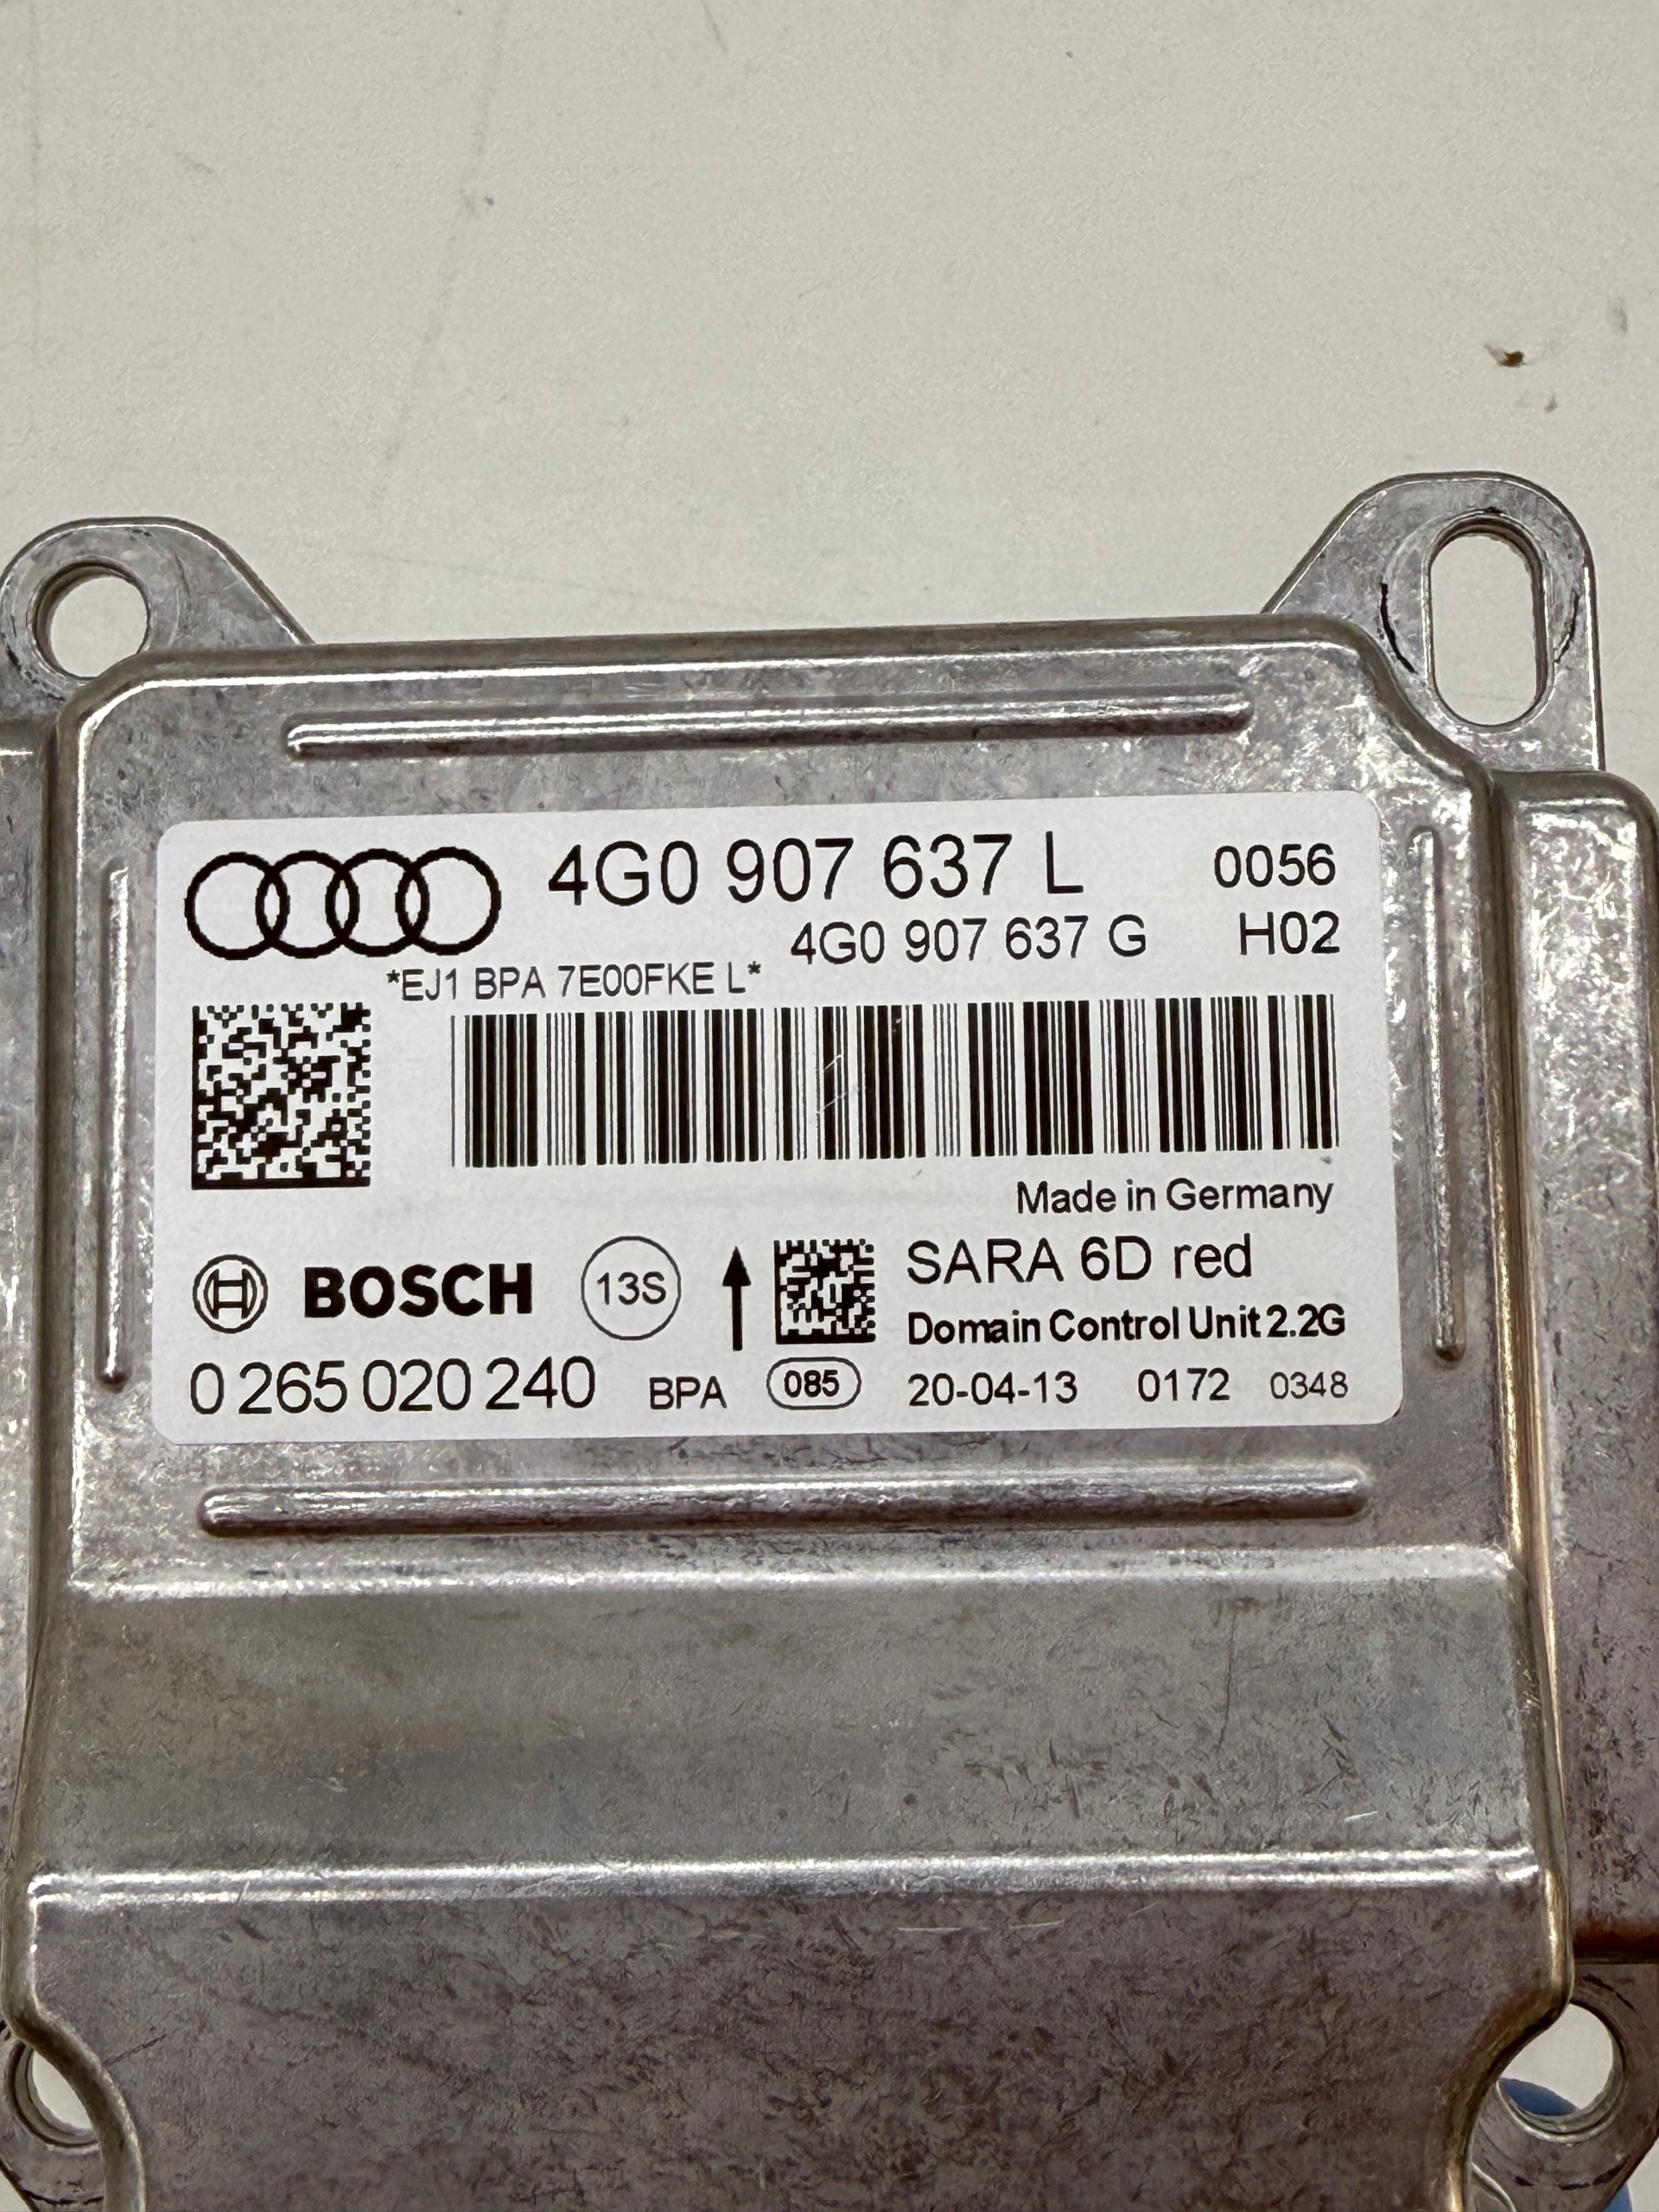 4G0 907 637 L 0056
4G0 907 637 G H02
*EJ1 BPA 7E00FKE L*
Made in Germany
BOSCH 13S SARA 6D red
Domain Control Unit 2.2G
0 265 020 240 BPA 085 20-04-13 0172 0348